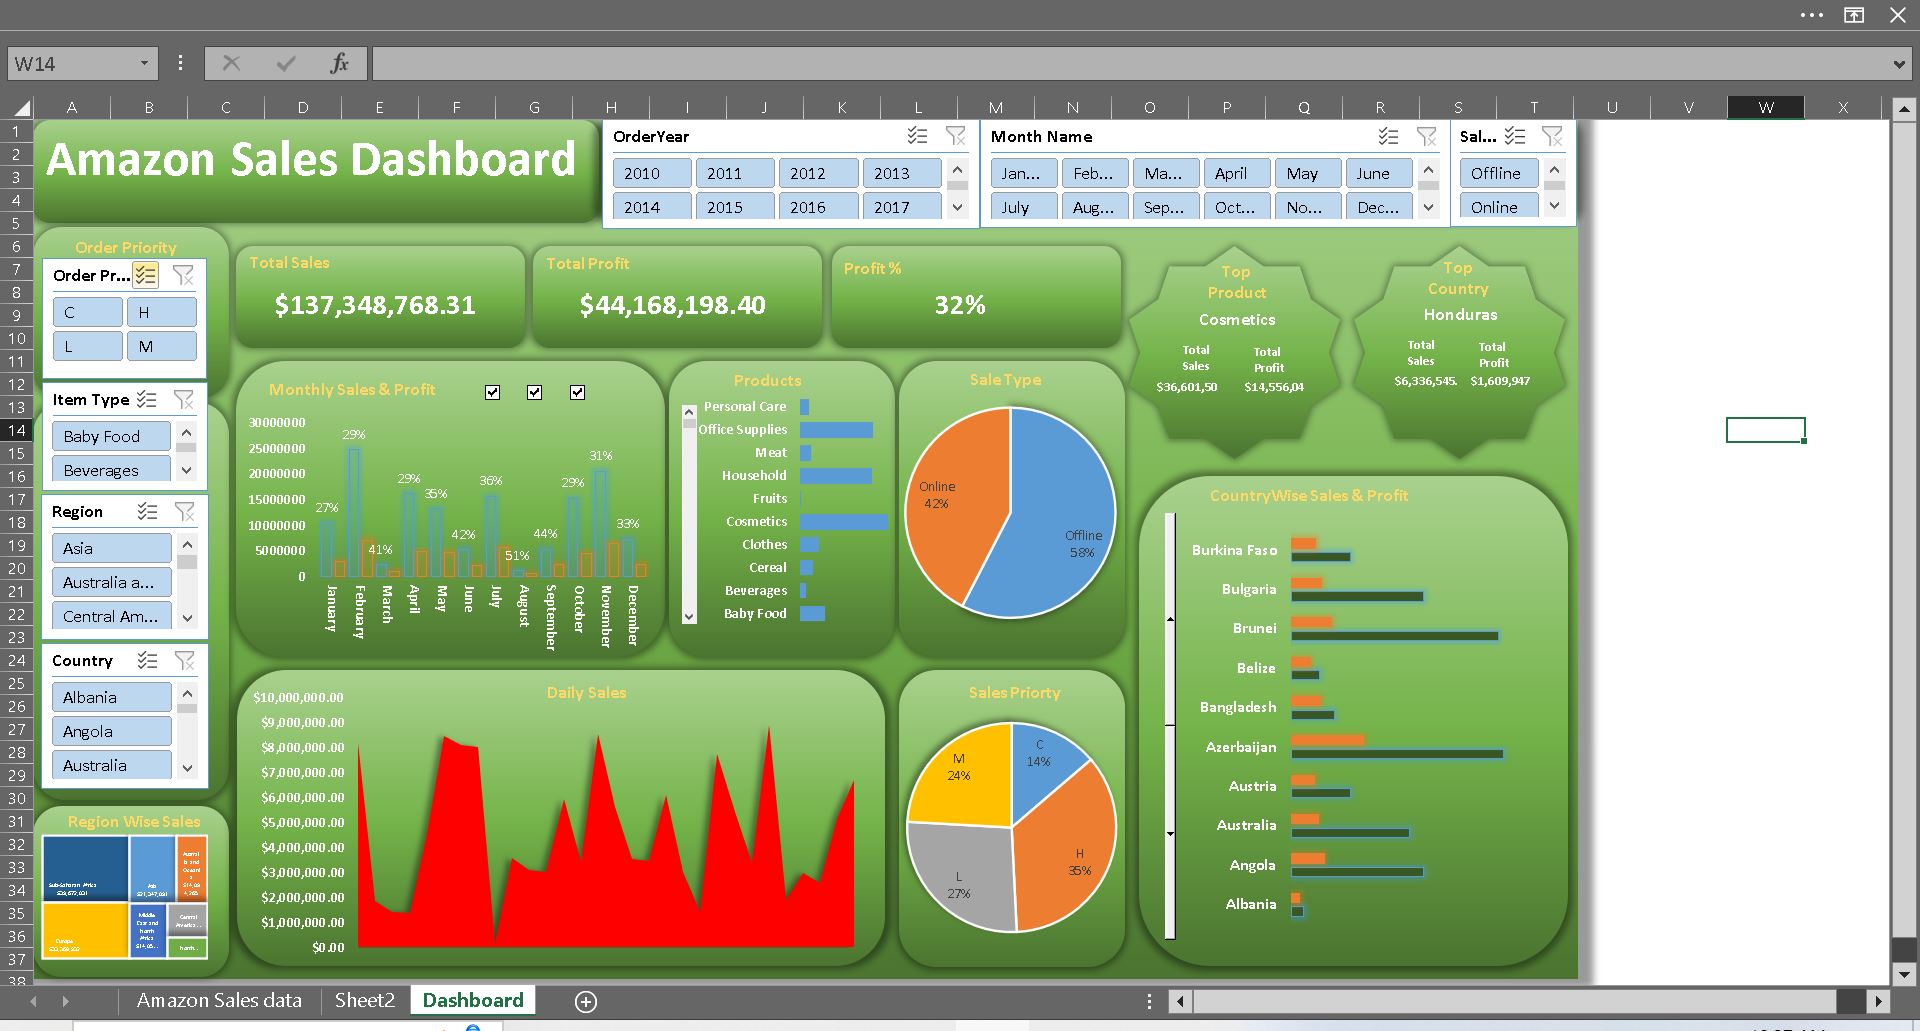 W14
fx
A B C D E F G H I J K L M N O P Q R S T U V W X
1
2
3
4
5
6
7
8
9
10
11
12
13
14
15
16
17
18
19
20
21
22
23
24
25
26
27
28
29
30
31
32
33
34
35
36
37
38
Amazon Sales Dashboard
OrderYear
2010 2011 2012 2013
2014 2015 2016 2017
Month Name
Jan... Feb... Ma... April May June
July Aug... Sep... Oct... No... Dec...
Sal...
Offline
Online
Order Priority
Order Pr...
C H
L M
Item Type
Baby Food
Beverages
Region
Asia
Australia a...
Central Am...
Country
Albania
Angola
Australia
Region Wise Sales
Europe
Total Sales
$137,348,768.31
Total Profit
$44,168,198.40
Profit %
32%
Top
Product
Cosmetics
Total
Sales
Total
Profit
$36,601,50 $14,556,04
Top
Country
Honduras
Total
Sales
Total
Profit
$6,336,545. $1,609,947
Monthly Sales & Profit
30000000
25000000
20000000
15000000
10000000
5000000
0
27%
29%
41%
29%
35%
42%
36%
51%
44%
29%
31%
33%
January
February
March
April
May
June
July
August
September
October
November
December
Products
Personal Care
Office Supplies
Meat
Household
Fruits
Cosmetics
Clothes
Cereal
Beverages
Baby Food
Sale Type
Online
42%
Offline
58%
CountryWise Sales & Profit
Burkina Faso
Bulgaria
Brunei
Belize
Bangladesh
Azerbaijan
Austria
Australia
Angola
Albania
Daily Sales
$10,000,000.00
$9,000,000.00
$8,000,000.00
$7,000,000.00
$6,000,000.00
$5,000,000.00
$4,000,000.00
$3,000,000.00
$2,000,000.00
$1,000,000.00
$0.00
Sales Priorty
C
14%
M
24%
H
35%
L
27%
Amazon Sales data Sheet2 Dashboard